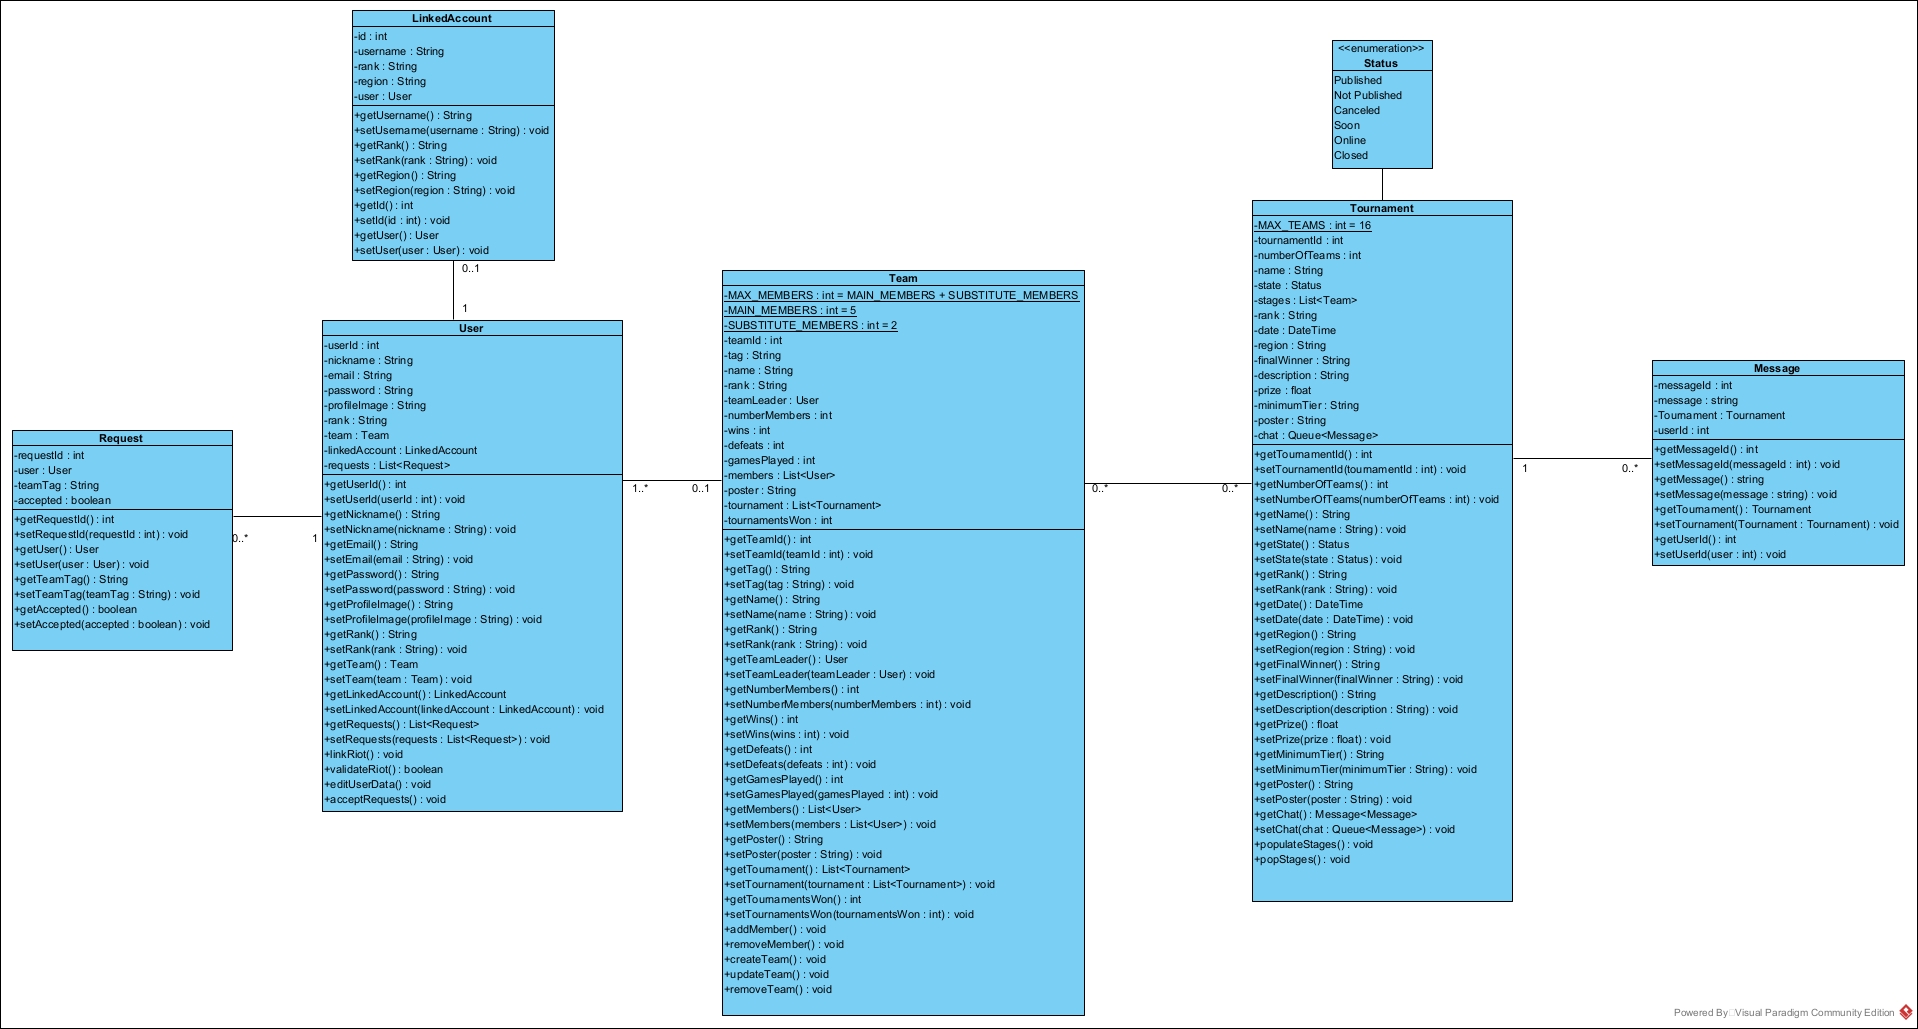 LinkedAccount
-id : int
-username : String
-rank : String
-region : String
-user : User
+getUsername() : String
+setUsername(username : String) : void
+getRank() : String
+setRank(rank : String) : void
+getRegion() : String
+setRegion(region : String) : void
+getId() : int
+setId(id : int) : void
+getUser() : User
+setUser(user : User) : void
0..1
1
User
-userId : int
-nickname : String
-email : String
-password : String
-profileImage : String
-rank : String
-team : Team
-linkedAccount : LinkedAccount
-requests : List<Request>
+getUserId() : int
+setUserId(userId : int) : void
+getNickname() : String
+setNickname(nickname : String) : void
+getEmail() : String
+setEmail(email : String) : void
+getPassword() : String
+setPassword(password : String) : void
+getProfileImage() : String
+setProfileImage(profileImage : String) : void
+getRank() : String
+setRank(rank : String) : void
+getTeam() : Team
+setTeam(team : Team) : void
+getLinkedAccount() : LinkedAccount
+setLinkedAccount(linkedAccount : LinkedAccount) : void
+getRequests() : List<Request>
+setRequests(requests : List<Request>) : void
+linkRiot() : void
+validateRiot() : boolean
+editUserData() : void
+acceptRequests() : void
Request
-requestId : int
-user : User
-teamTag : String
-accepted : boolean
+getRequestId() : int
+setRequestId(requestId : int) : void
+getUser() : User
+setUser(user : User) : void
+getTeamTag() : String
+setTeamTag(teamTag : String) : void
+getAccepted() : boolean
+setAccepted(accepted : boolean) : void
0..*
1
1..*
0..1
Team
-MAX_MEMBERS : int = MAIN_MEMBERS + SUBSTITUTE_MEMBERS
-MAIN_MEMBERS : int = 5
-SUBSTITUTE_MEMBERS : int = 2
-teamId : int
-tag : String
-name : String
-rank : String
-teamLeader : User
-numberMembers : int
-wins : int
-defeats : int
-gamesPlayed : int
-members : List<User>
-poster : String
-tournament : List<Tournament>
-tournamentsWon : int
+getTeamId() : int
+setTeamId(teamId : int) : void
+getTag() : String
+setTag(tag : String) : void
+getName() : String
+setName(name : String) : void
+getRank() : String
+setRank(rank : String) : void
+getTeamLeader() : User
+setTeamLeader(teamLeader : User) : void
+getNumberMembers() : int
+setNumberMembers(numberMembers : int) : void
+getWins() : int
+setWins(wins : int) : void
+getDefeats() : int
+setDefeats(defeats : int) : void
+getGamesPlayed() : int
+setGamesPlayed(gamesPlayed : int) : void
+getMembers() : List<User>
+setMembers(members : List<User>) : void
+getPoster() : String
+setPoster(poster : String) : void
+getTournament() : List<Tournament>
+setTournament(tournament : List<Tournament>) : void
+getTournamentsWon() : int
+setTournamentsWon(tournamentsWon : int) : void
+addMember() : void
+removeMember() : void
+createTeam() : void
+updateTeam() : void
+removeTeam() : void
0..*
0..*
<<enumeration>>
Status
Published
Not Published
Canceled
Soon
Online
Closed
Tournament
-MAX_TEAMS : int = 16
-tournamentId : int
-numberOfTeams : int
-name : String
-state : Status
-stages : List<Team>
-rank : String
-date : DateTime
-region : String
-finalWinner : String
-description : String
-prize : float
-minimumTier : String
-poster : String
-chat : Queue<Message>
+getTournamentId() : int
+setTournamentId(tournamentId : int) : void
+getNumberOfTeams() : int
+setNumberOfTeams(numberOfTeams : int) : void
+getName() : String
+setName(name : String) : void
+getState() : Status
+setState(state : Status) : void
+getRank() : String
+setRank(rank : String) : void
+getDate() : DateTime
+setDate(date : DateTime) : void
+getRegion() : String
+setRegion(region : String) : void
+getFinalWinner() : String
+setFinalWinner(finalWinner : String) : void
+getDescription() : String
+setDescription(description : String) : void
+getPrize() : float
+setPrize(prize : float) : void
+getMinimumTier() : String
+setMinimumTier(minimumTier : String) : void
+getPoster() : String
+setPoster(poster : String) : void
+getChat() : Message<Message>
+setChat(chat : Queue<Message>) : void
+populateStages() : void
+popStages() : void
1
0..*
Message
-messageId : int
-message : string
-Tournament : Tournament
-userId : int
+getMessageId() : int
+setMessageId(messageId : int) : void
+getMessage() : string
+setMessage(message : string) : void
+getTournament() : Tournament
+setTournament(Tournament : Tournament) : void
+getUserId() : int
+setUserId(user : int) : void
Powered By Visual Paradigm Community Edition